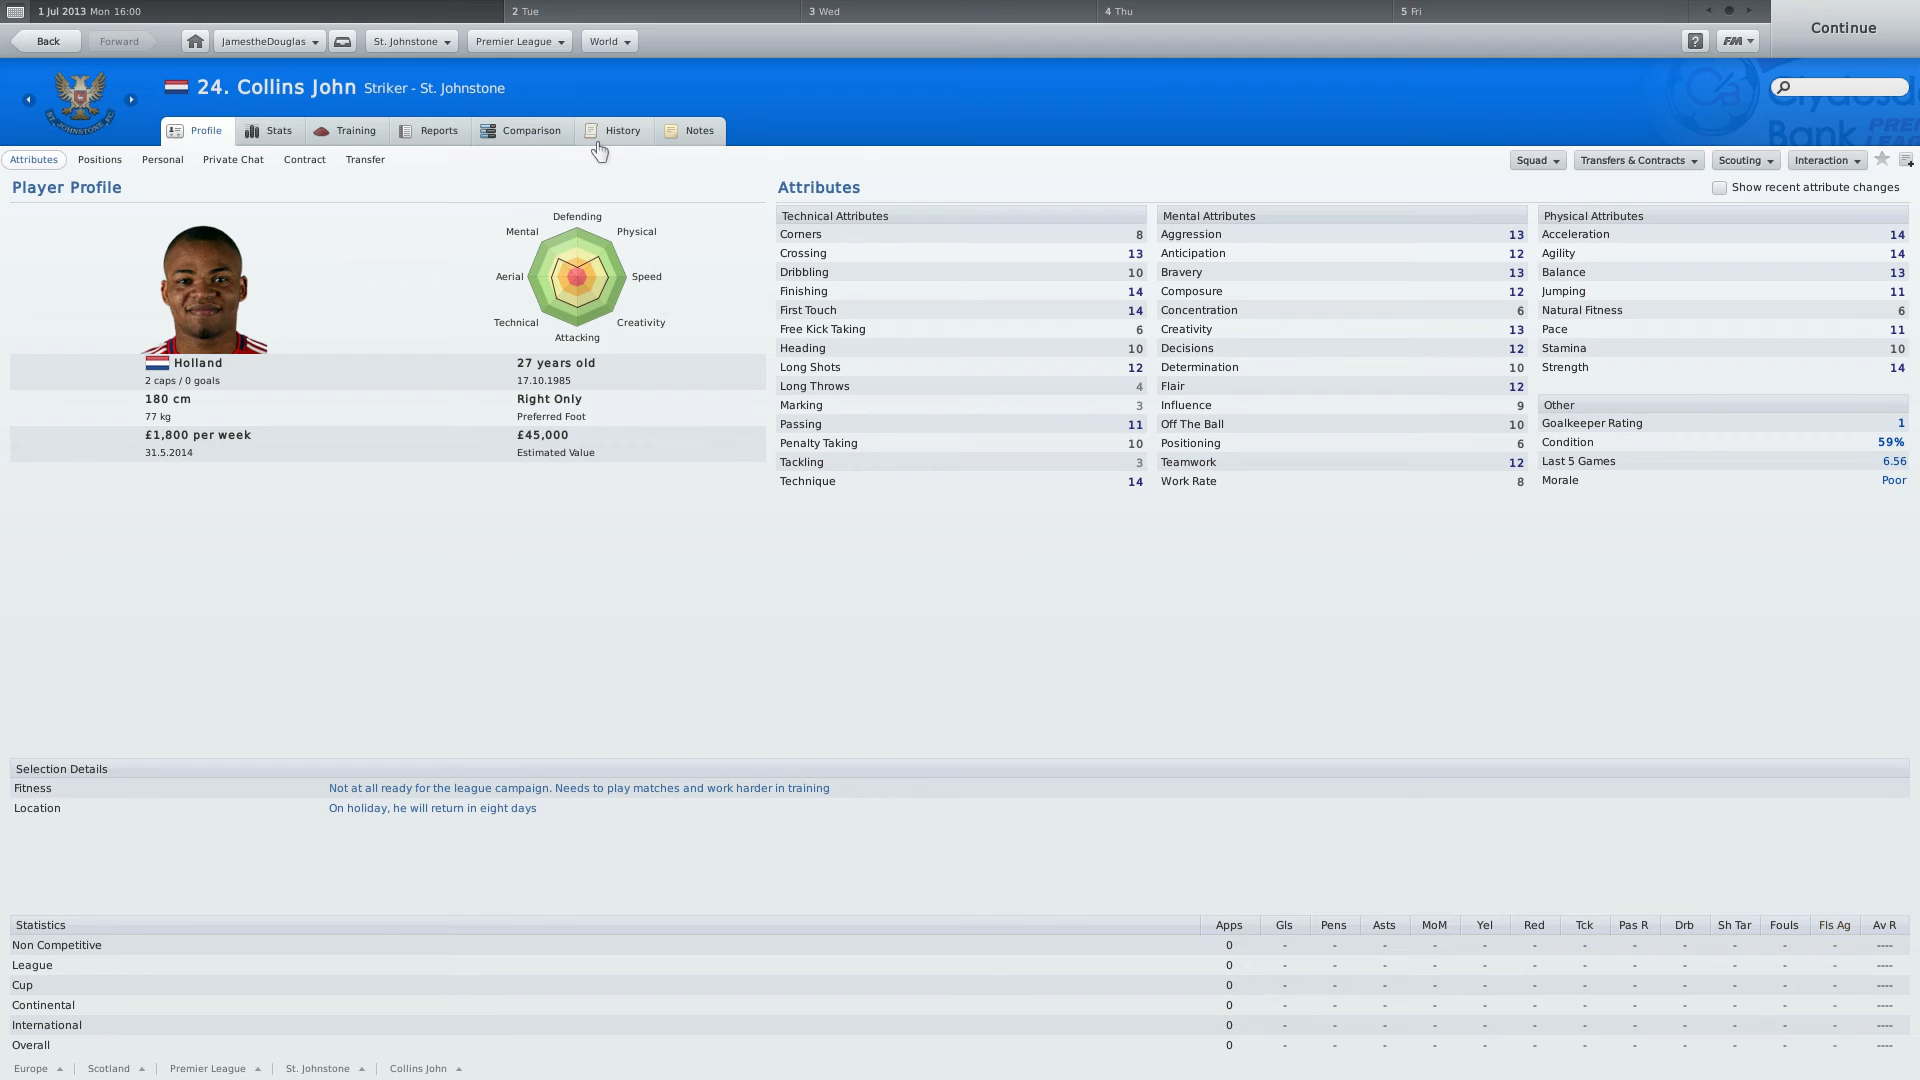 1 Jul 2013 Mon 16:00 2 Tue 3 Wed 4 Thu 5 Fri
Back Forward JamestheDouglas St. Johnstone Premier League World ? FM Continue
24. Collins John Striker - St. Johnstone
Profile Stats Training Reports Comparison History Notes
Bank PREMIER
Attributes Positions Personal Private Chat Contract Transfer Squad Transfers & Contracts Scouting Interaction
Player Profile Attributes Show recent attribute changes
Technical Attributes Mental Attributes Physical Attributes
Corners 8 Aggression 13 Acceleration 14
Crossing 13 Anticipation 12 Agility 14
Dribbling 10 Bravery 13 Balance 13
Finishing 14 Composure 12 Jumping 11
First Touch 14 Concentration 6 Natural Fitness 6
Free Kick Taking 6 Creativity 13 Pace 11
Heading 10 Decisions 12 Stamina 10
Long Shots 12 Determination 10 Strength 14
Long Throws 4 Flair 12
Marking 3 Influence 9 Other
Passing 11 Off The Ball 10 Goalkeeper Rating 1
Penalty Taking 10 Positioning 6 Condition 59%
Tackling 3 Teamwork 12 Last 5 Games 6.56
Technique 14 Work Rate 8 Morale Poor
Defending
Mental Physical
Aerial Speed
Technical Creativity
Attacking
Holland 27 years old
2 caps / 0 goals 17.10.1985
180 cm Right Only
77 kg Preferred Foot
£1,800 per week £45,000
31.5.2014 Estimated Value
Selection Details
Fitness Not at all ready for the league campaign. Needs to play matches and work harder in training
Location On holiday, he will return in eight days
Statistics Apps Gls Pens Asts MoM Yel Red Tck Pas R Drb Sh Tar Fouls Fls Ag Av R
Non Competitive 0 - - - - - - - - - - - - ----
League 0 - - - - - - - - - - - - ----
Cup 0 - - - - - - - - - - - - ----
Continental 0 - - - - - - - - - - - - ----
International 0 - - - - - - - - - - - - ----
Overall 0 - - - - - - - - - - - - ----
Europe Scotland Premier League St. Johnstone Collins John